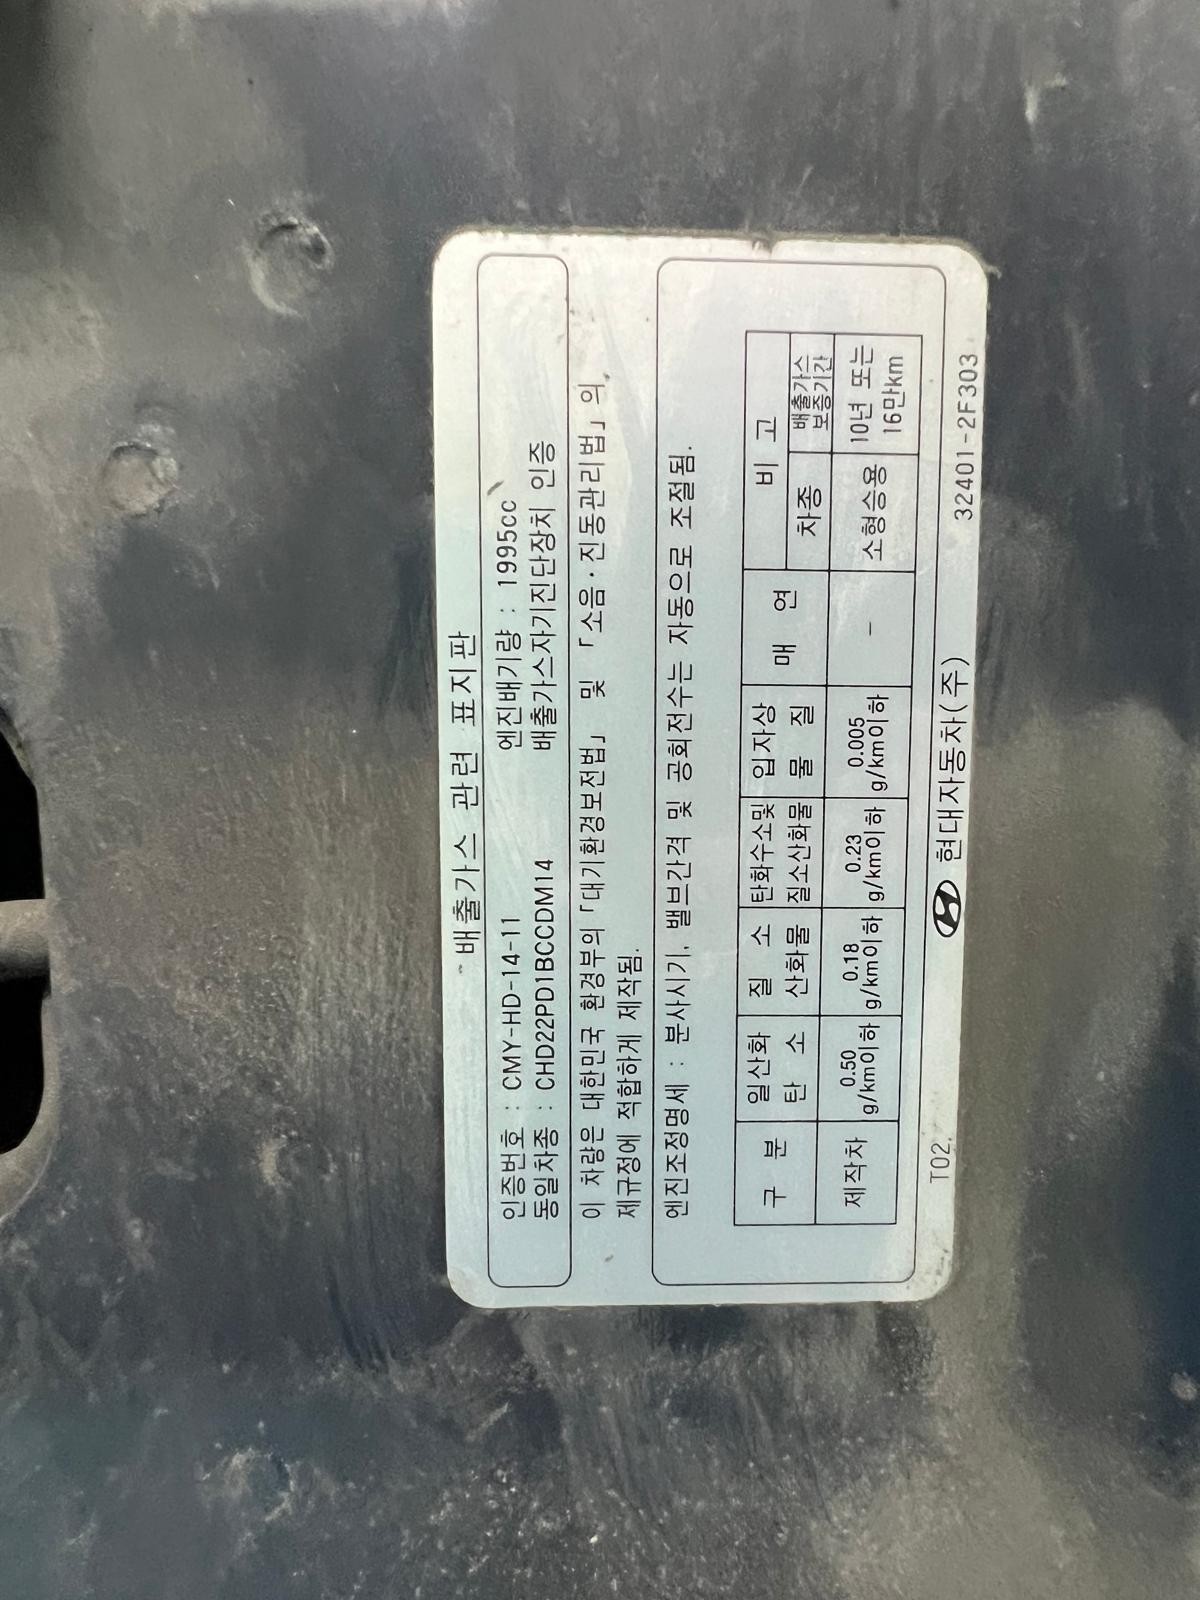 배출가스 관련 표지판
인증번호 : CMY-HD-14-11 엔진배기량 : 1995cc
동일차종 : CHD22PD1BCCDM14 배출가스자기진단장치 인증
이 차량은 대한민국 환경부의 「대기환경보전법」 및 「소음·진동관리법」의
제규정에 적합하게 제작됨.
엔진조정명세 : 분사시기, 밸브간격 및 공회전수는 자동으로 조절됨.
구 분 일산화 탄 소 질 소 산화물 탄화수소및 질소산화물 입자상 물 질 매 연 비 고
차종 배출가스 보증기간
제작차 0.50 g/km이하 0.18 g/km이하 0.23 g/km이하 0.005 g/km이하 - 소형승용 10년 또는 16만km
T02. 현대자동차(주) 32401-2F303